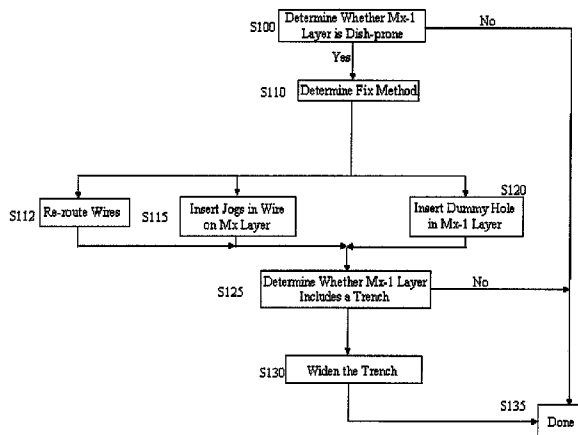 Determine Whether Mx-1
Layer is Dish-prone
S100
No
Yes
S110
Determine Fix Method
S120
S112
Re-route Wires
S115
Insert Jogs in Wire
on Mx Layer
Insert Dummy Hole
in Mx-1 Layer
Determine Whether Mx-1 Layer
Includes a Trench
S125
No
S130
Widen the Trench
S135
Done